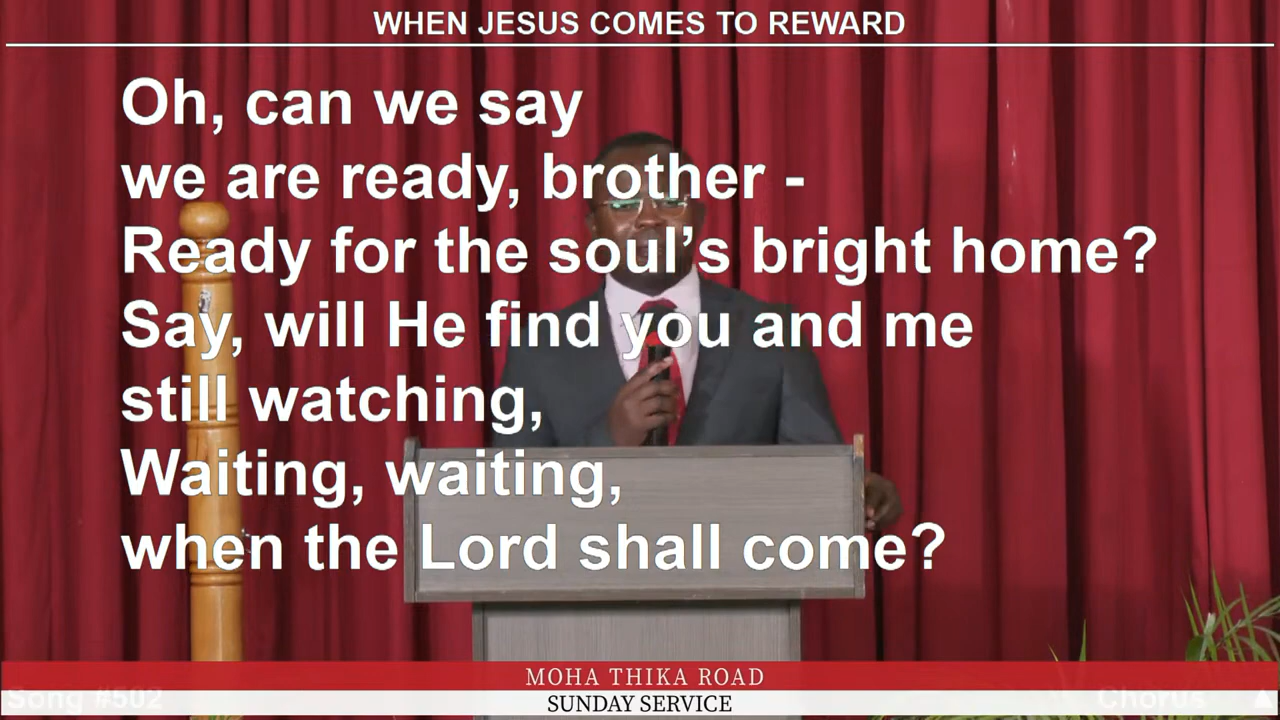 WHEN JESUS COMES TO REWARD
Oh, can we say
we are ready, brother -
Ready for the soul’s bright home?
Say, will He find you and me
still watching,
Waiting, waiting,
when the Lord shall come?
MOHA THIKA ROAD
Song #502
Chorus
SUNDAY SERVICE